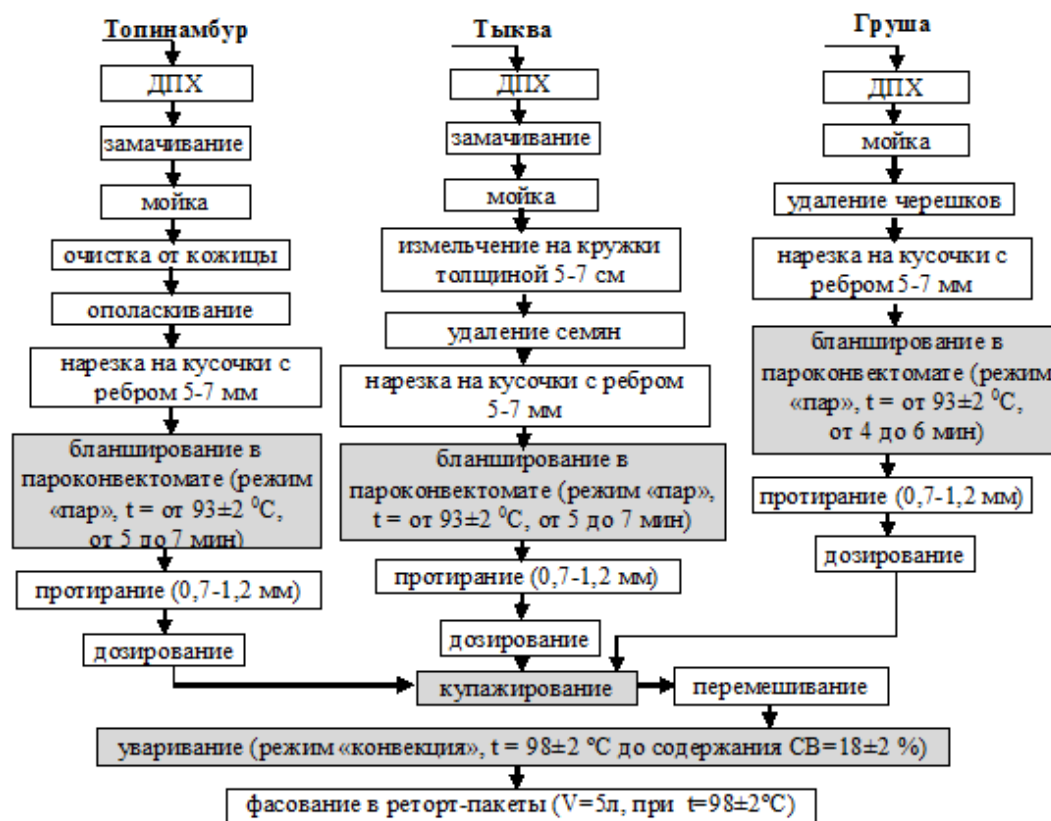 Топинамбур
ДПХ
замачивание
мойка
очистка от кожицы
ополаскивание
нарезка на кусочки с
ребром 5-7 мм
бланширование в
пароконвектомате (режим
«пар», t = от 93±2 ⁰С,
от 5 до 7 мин)
протирание (0,7-1,2 мм)
дозирование
Тыква
ДПХ
замачивание
мойка
измельчение на кружки
толщиной 5-7 см
удаление семян
нарезка на кусочки с ребром
5-7 мм
бланширование в
пароконвектомате (режим «пар»,
t = от 93±2 ⁰С, от 5 до 7 мин)
протирание (0,7-1,2 мм)
дозирование
Груша
ДПХ
мойка
удаление черешков
нарезка на кусочки с
ребром 5-7 мм
бланширование в
пароконвектомате (режим
«пар», t = от 93±2 ⁰С,
от 4 до 6 мин)
протирание (0,7-1,2 мм)
дозирование
купажирование
перемешивание
уваривание (режим «конвекция», t = 98±2 °С до содержания СВ=18±2 %)
фасование в реторт-пакеты (V=5л, при t=98±2°С)